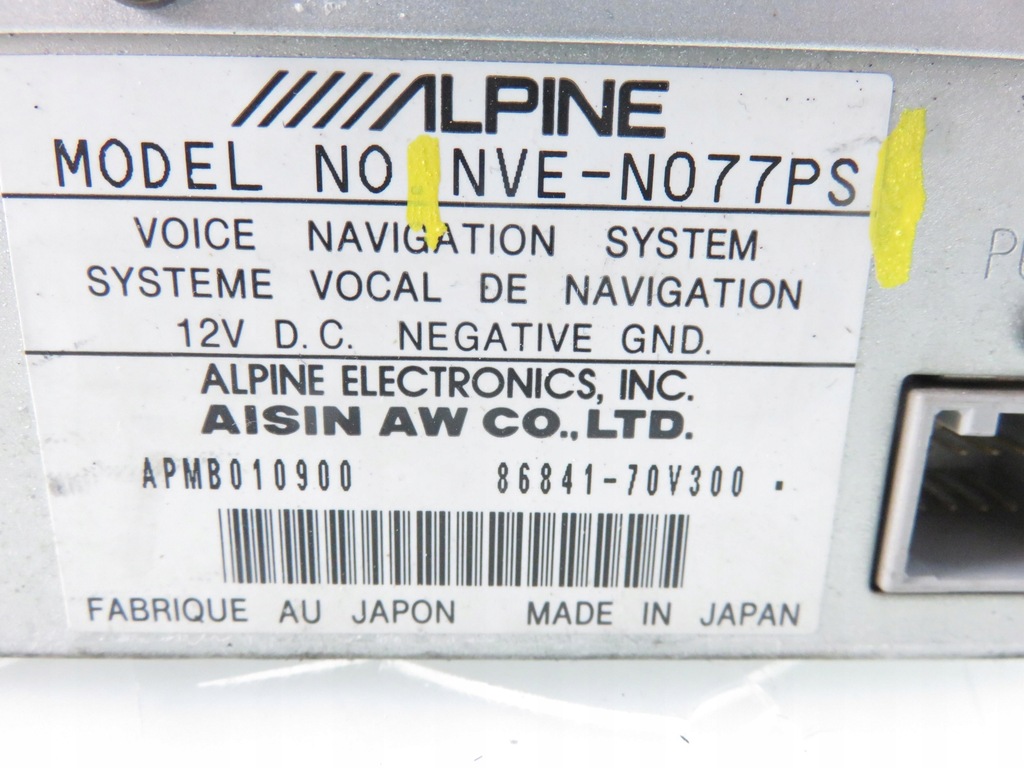 ALPINE
MODEL NO NVE-N077PS
VOICE NAVIGATION SYSTEM
SYSTEME VOCAL DE NAVIGATION
12V D.C. NEGATIVE GND.
ALPINE ELECTRONICS, INC.
AISIN AW CO., LTD.
APMB010900 86841-70V300 .
FABRIQUE AU JAPON MADE IN JAPAN